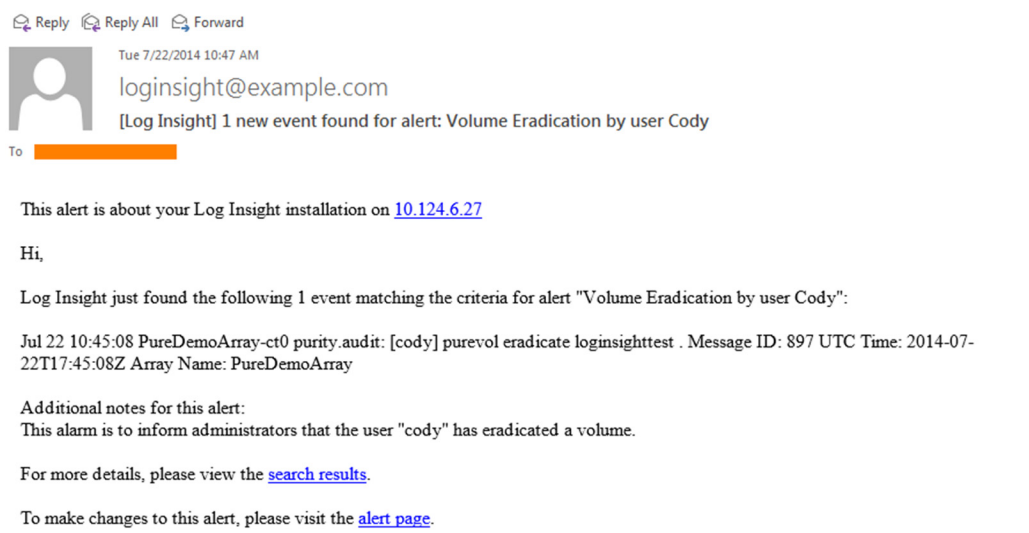 Reply Reply All Forward
Tue 7/22/2014 10:47 AM
loginsight@example.com
[Log Insight] 1 new event found for alert: Volume Eradication by user Cody
To
This alert is about your Log Insight installation on 10.124.6.27
Hi,
Log Insight just found the following 1 event matching the criteria for alert "Volume Eradication by user Cody":
Jul 22 10:45:08 PureDemoArray-ct0 purity.audit: [cody] purevol eradicate loginsighttest . Message ID: 897 UTC Time: 2014-07-
22T17:45:08Z Array Name: PureDemoArray
Additional notes for this alert:
This alarm is to inform administrators that the user "cody" has eradicated a volume.
For more details, please view the search results.
To make changes to this alert, please visit the alert page.